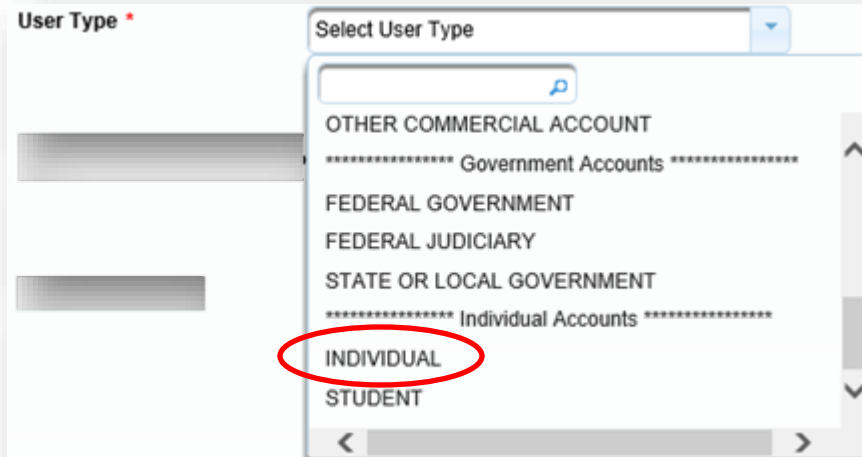 User Type *
Select User Type
OTHER COMMERCIAL ACCOUNT
**************** Government Accounts ****************
FEDERAL GOVERNMENT
FEDERAL JUDICIARY
STATE OR LOCAL GOVERNMENT
**************** Individual Accounts ****************
INDIVIDUAL
STUDENT